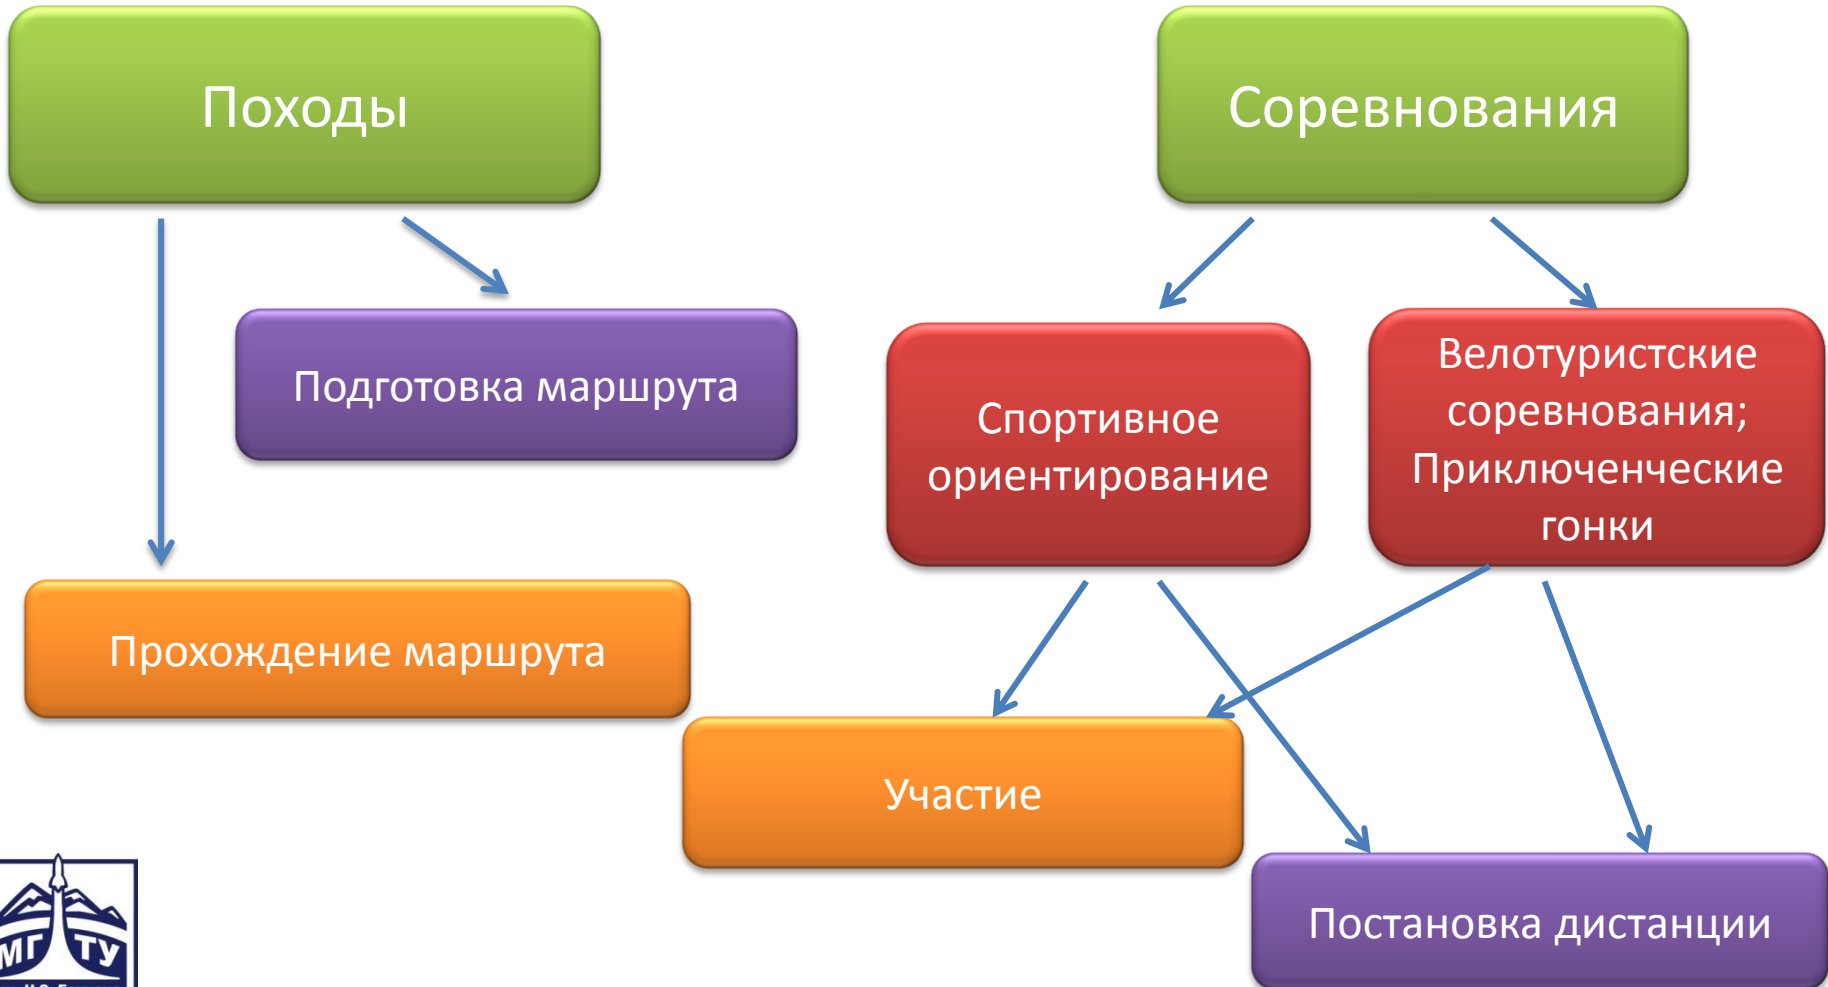 Походы
Соревнования
Подготовка маршрута
Спортивное
ориентирование
Велотуристские
соревнования;
Приключенческие
гонки
Прохождение маршрута
Участие
Постановка дистанции
МГ ТУ